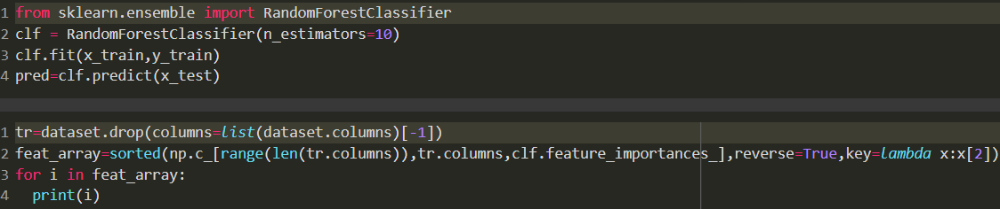 1 from sklearn.ensemble import RandomForestClassifier
2 clf = RandomForestClassifier(n_estimators=10)
3 clf.fit(x_train,y_train)
4 pred=clf.predict(x_test)
1 tr=dataset.drop(columns=list(dataset.columns)[-1])
2 feat_array=sorted(np.c_[range(len(tr.columns)),tr.columns,clf.feature_importances_],reverse=True,key=lambda x:x[2])
3 for i in feat_array:
4   print(i)